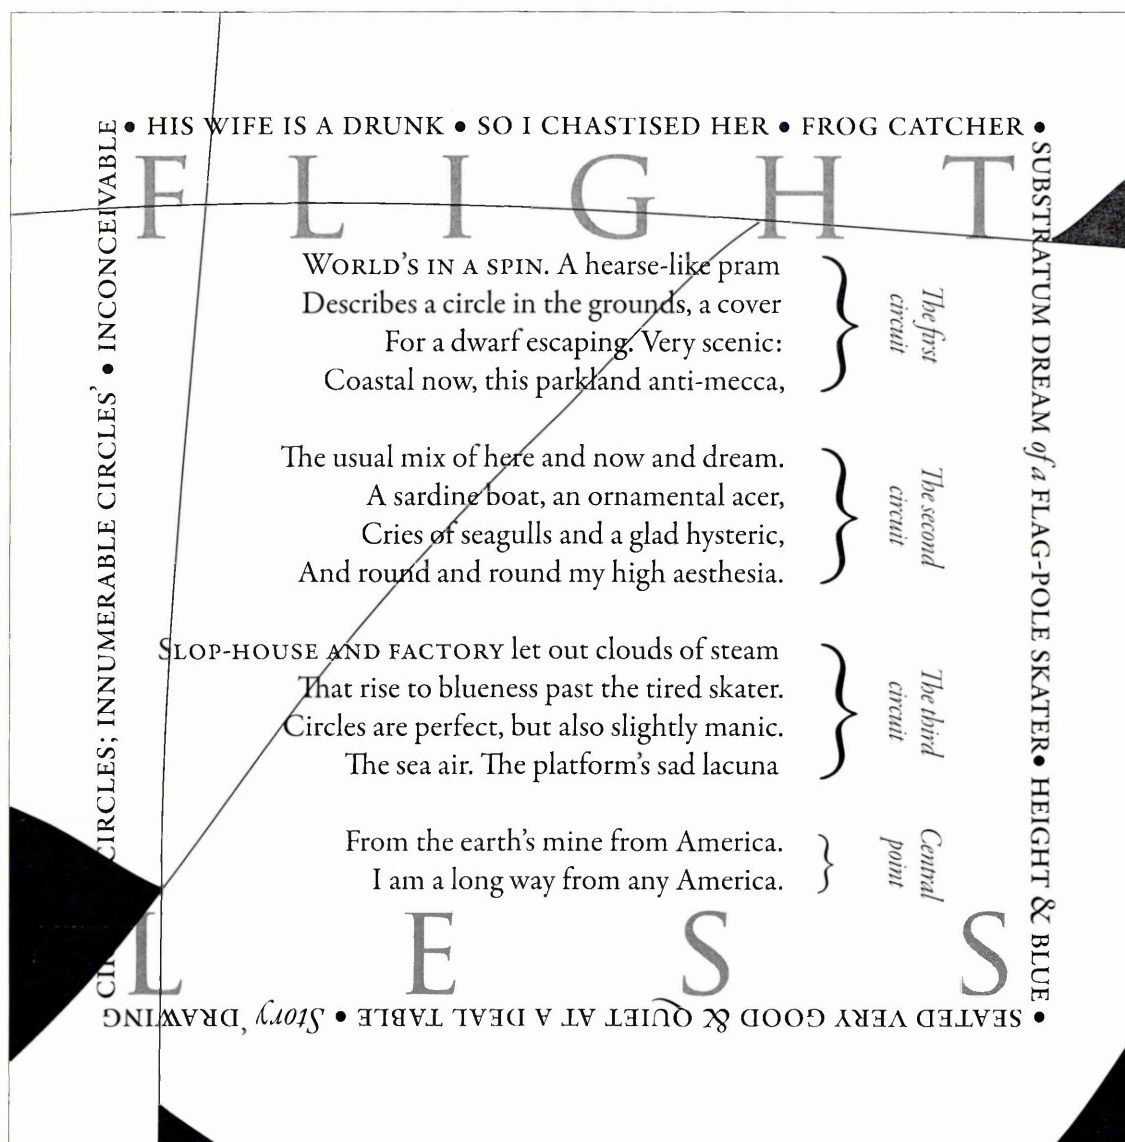 • HIS WIFE IS A DRUNK • SO I CHASTISED HER • FROG CATCHER •
SUBSTRATUM DREAM of a FLAG-POLE SKATER• HEIGHT & BLUE
• SEATED VERY GOOD & QUIET AT A DEAL TABLE • Story ‘DRAWING
CIRCLES; INNUMERABLE CIRCLES’ • INCONCEIVABLE
FLIGHT
WORLD’S IN A SPIN. A hearse-like pram
Describes a circle in the grounds, a cover
For a dwarf escaping. Very scenic:
Coastal now, this parkland anti-mecca,
The first
circuit
The usual mix of here and now and dream.
A sardine boat, an ornamental acer,
Cries of seagulls and a glad hysteric,
And round and round my high aesthesia.
The second
circuit
SLOP-HOUSE AND FACTORY let out clouds of steam
That rise to blueness past the tired skater.
Circles are perfect, but also slightly manic.
The sea air. The platform’s sad lacuna
The third
circuit
From the earth’s mine from America.
I am a long way from any America.
Central
point
LESS